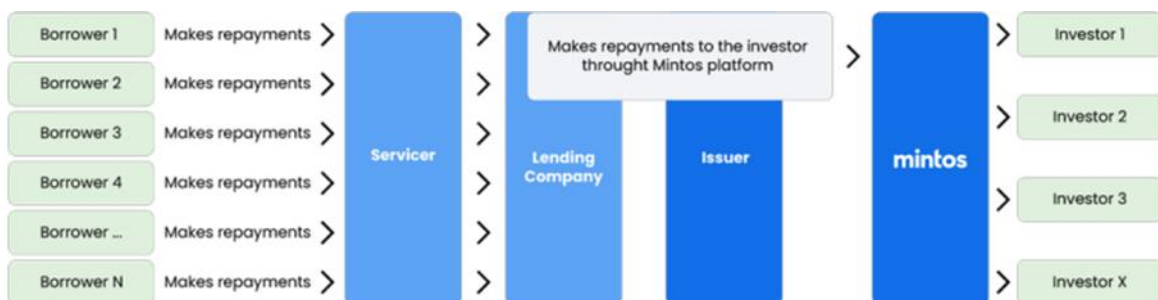 Borrower 1 Makes repayments
Borrower 2 Makes repayments
Borrower 3 Makes repayments
Borrower 4 Makes repayments
Borrower ... Makes repayments
Borrower N Makes repayments
Servicer
Lending
Company
Makes repayments to the investor
throught Mintos platform
Issuer
mintos
Investor 1
Investor 2
Investor 3
Investor X